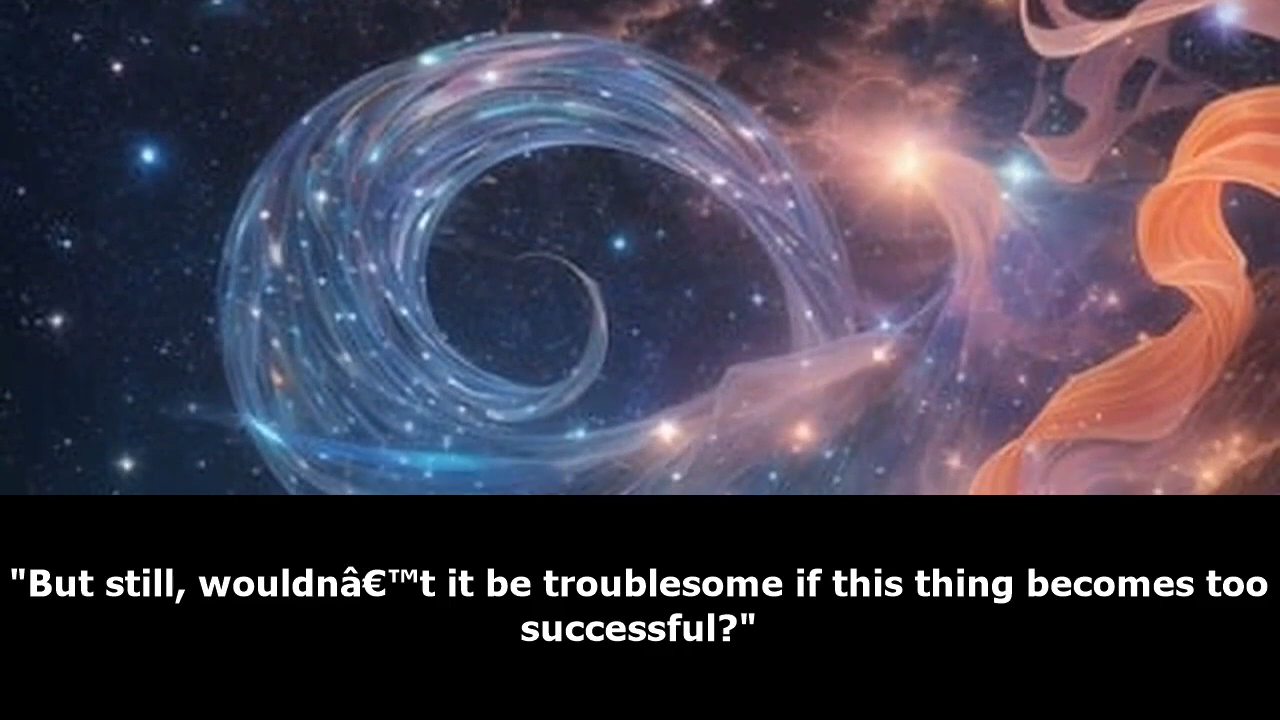 "But still, wouldnâ€™t it be troublesome if this thing becomes too
successful?"